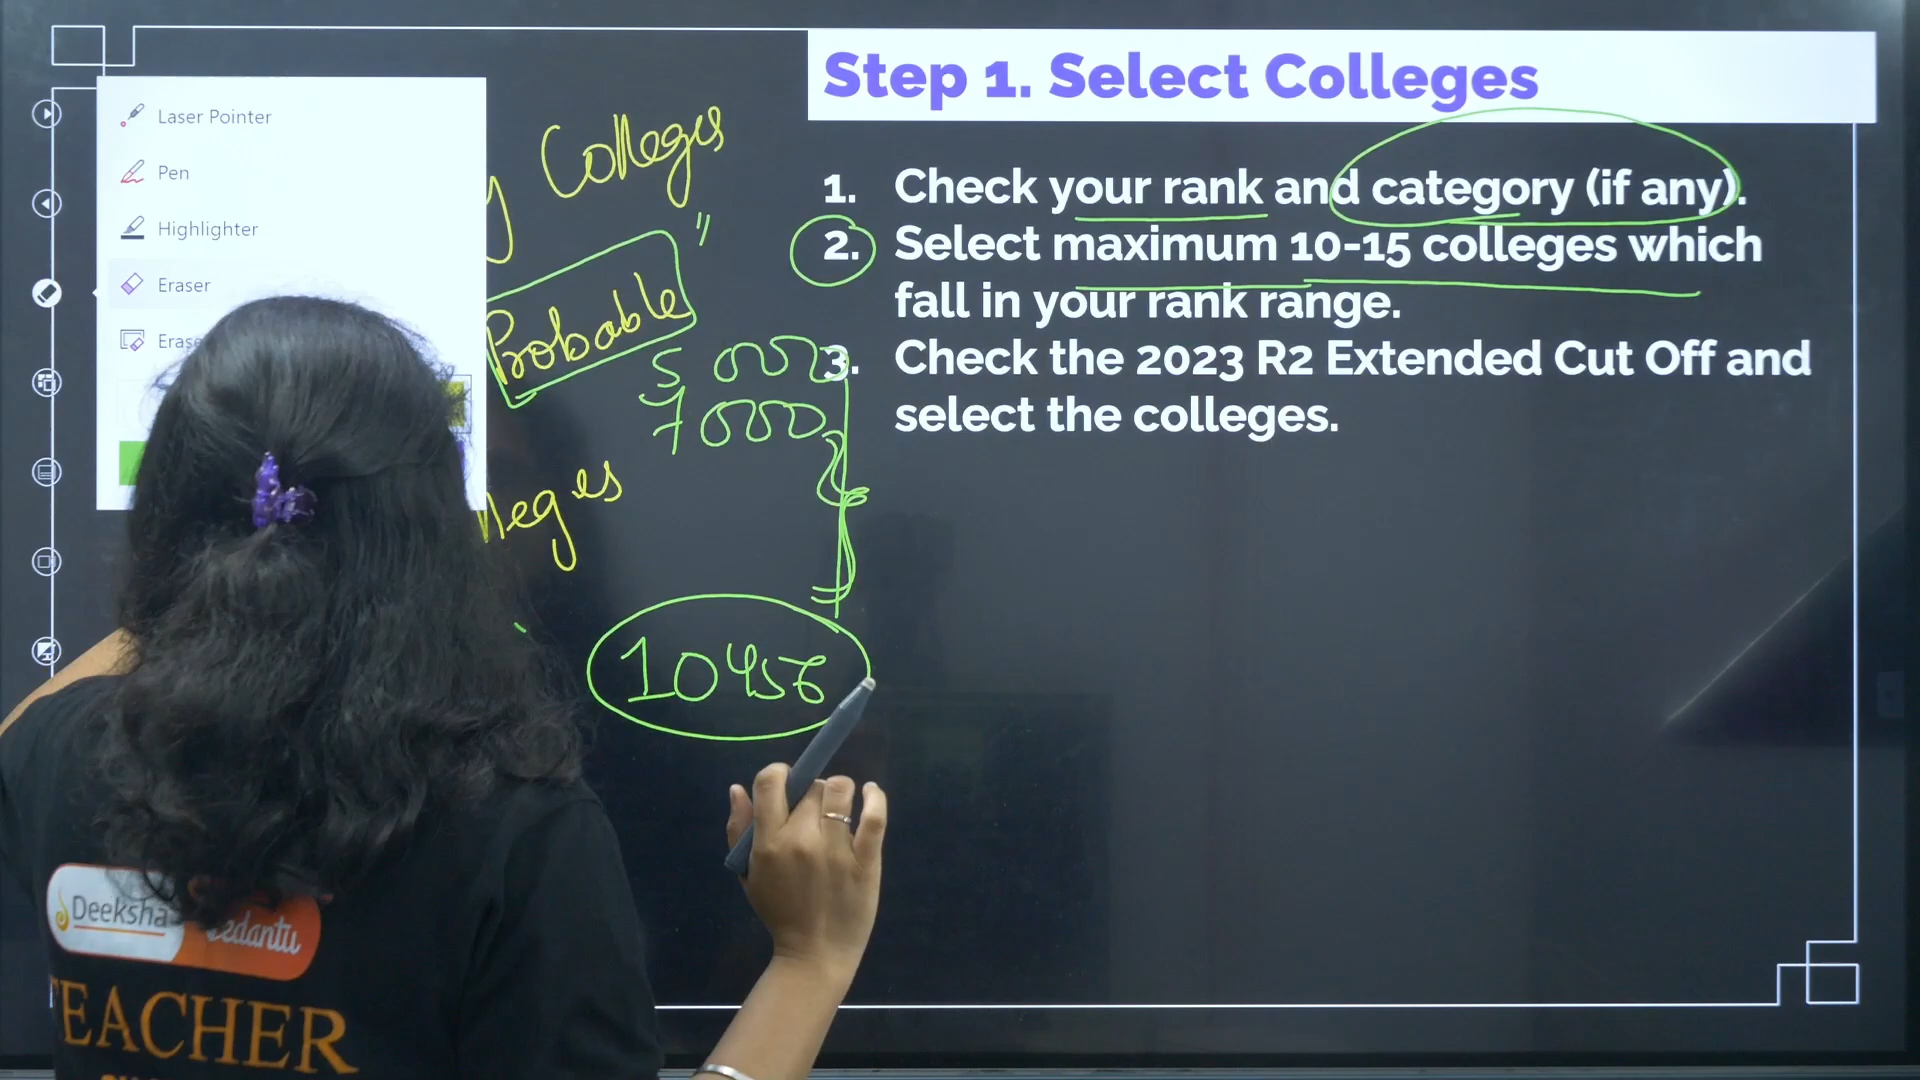 Step 1. Select Colleges
1. Check your rank and category (if any).
2. Select maximum 10-15 colleges which
fall in your rank range.
3. Check the 2023 R2 Extended Cut Off and
select the colleges.
Laser Pointer
Pen
Highlighter
Eraser
Colleges
"Probable"
5000
7000
10456
Deeksha
Vedantu
TEACHER